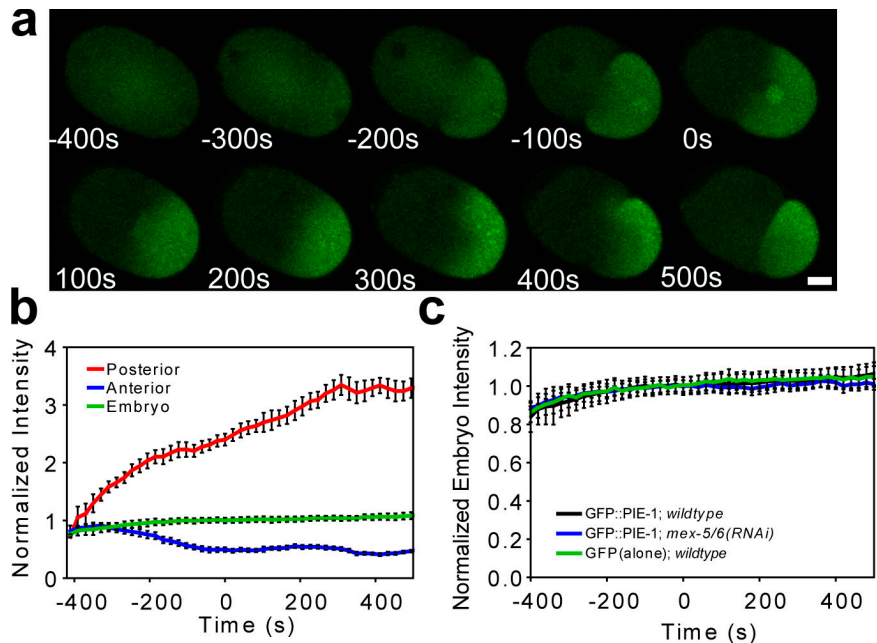 a
-400s -300s -200s -100s 0s
100s 200s 300s 400s 500s
b
Normalized Intensity
4
3
2
1
0
Posterior
Anterior
Embryo
-400 -200 0 200 400
Time (s)
c
Normalized Embryo Intensity
1.2
1.0
0.8
0.6
0.4
0.2
0.0
GFP::PIE-1; wildtype
GFP::PIE-1; mex-5/6(RNAi)
GFP(alone); wildtype
-400 -200 0 200 400
Time (s)